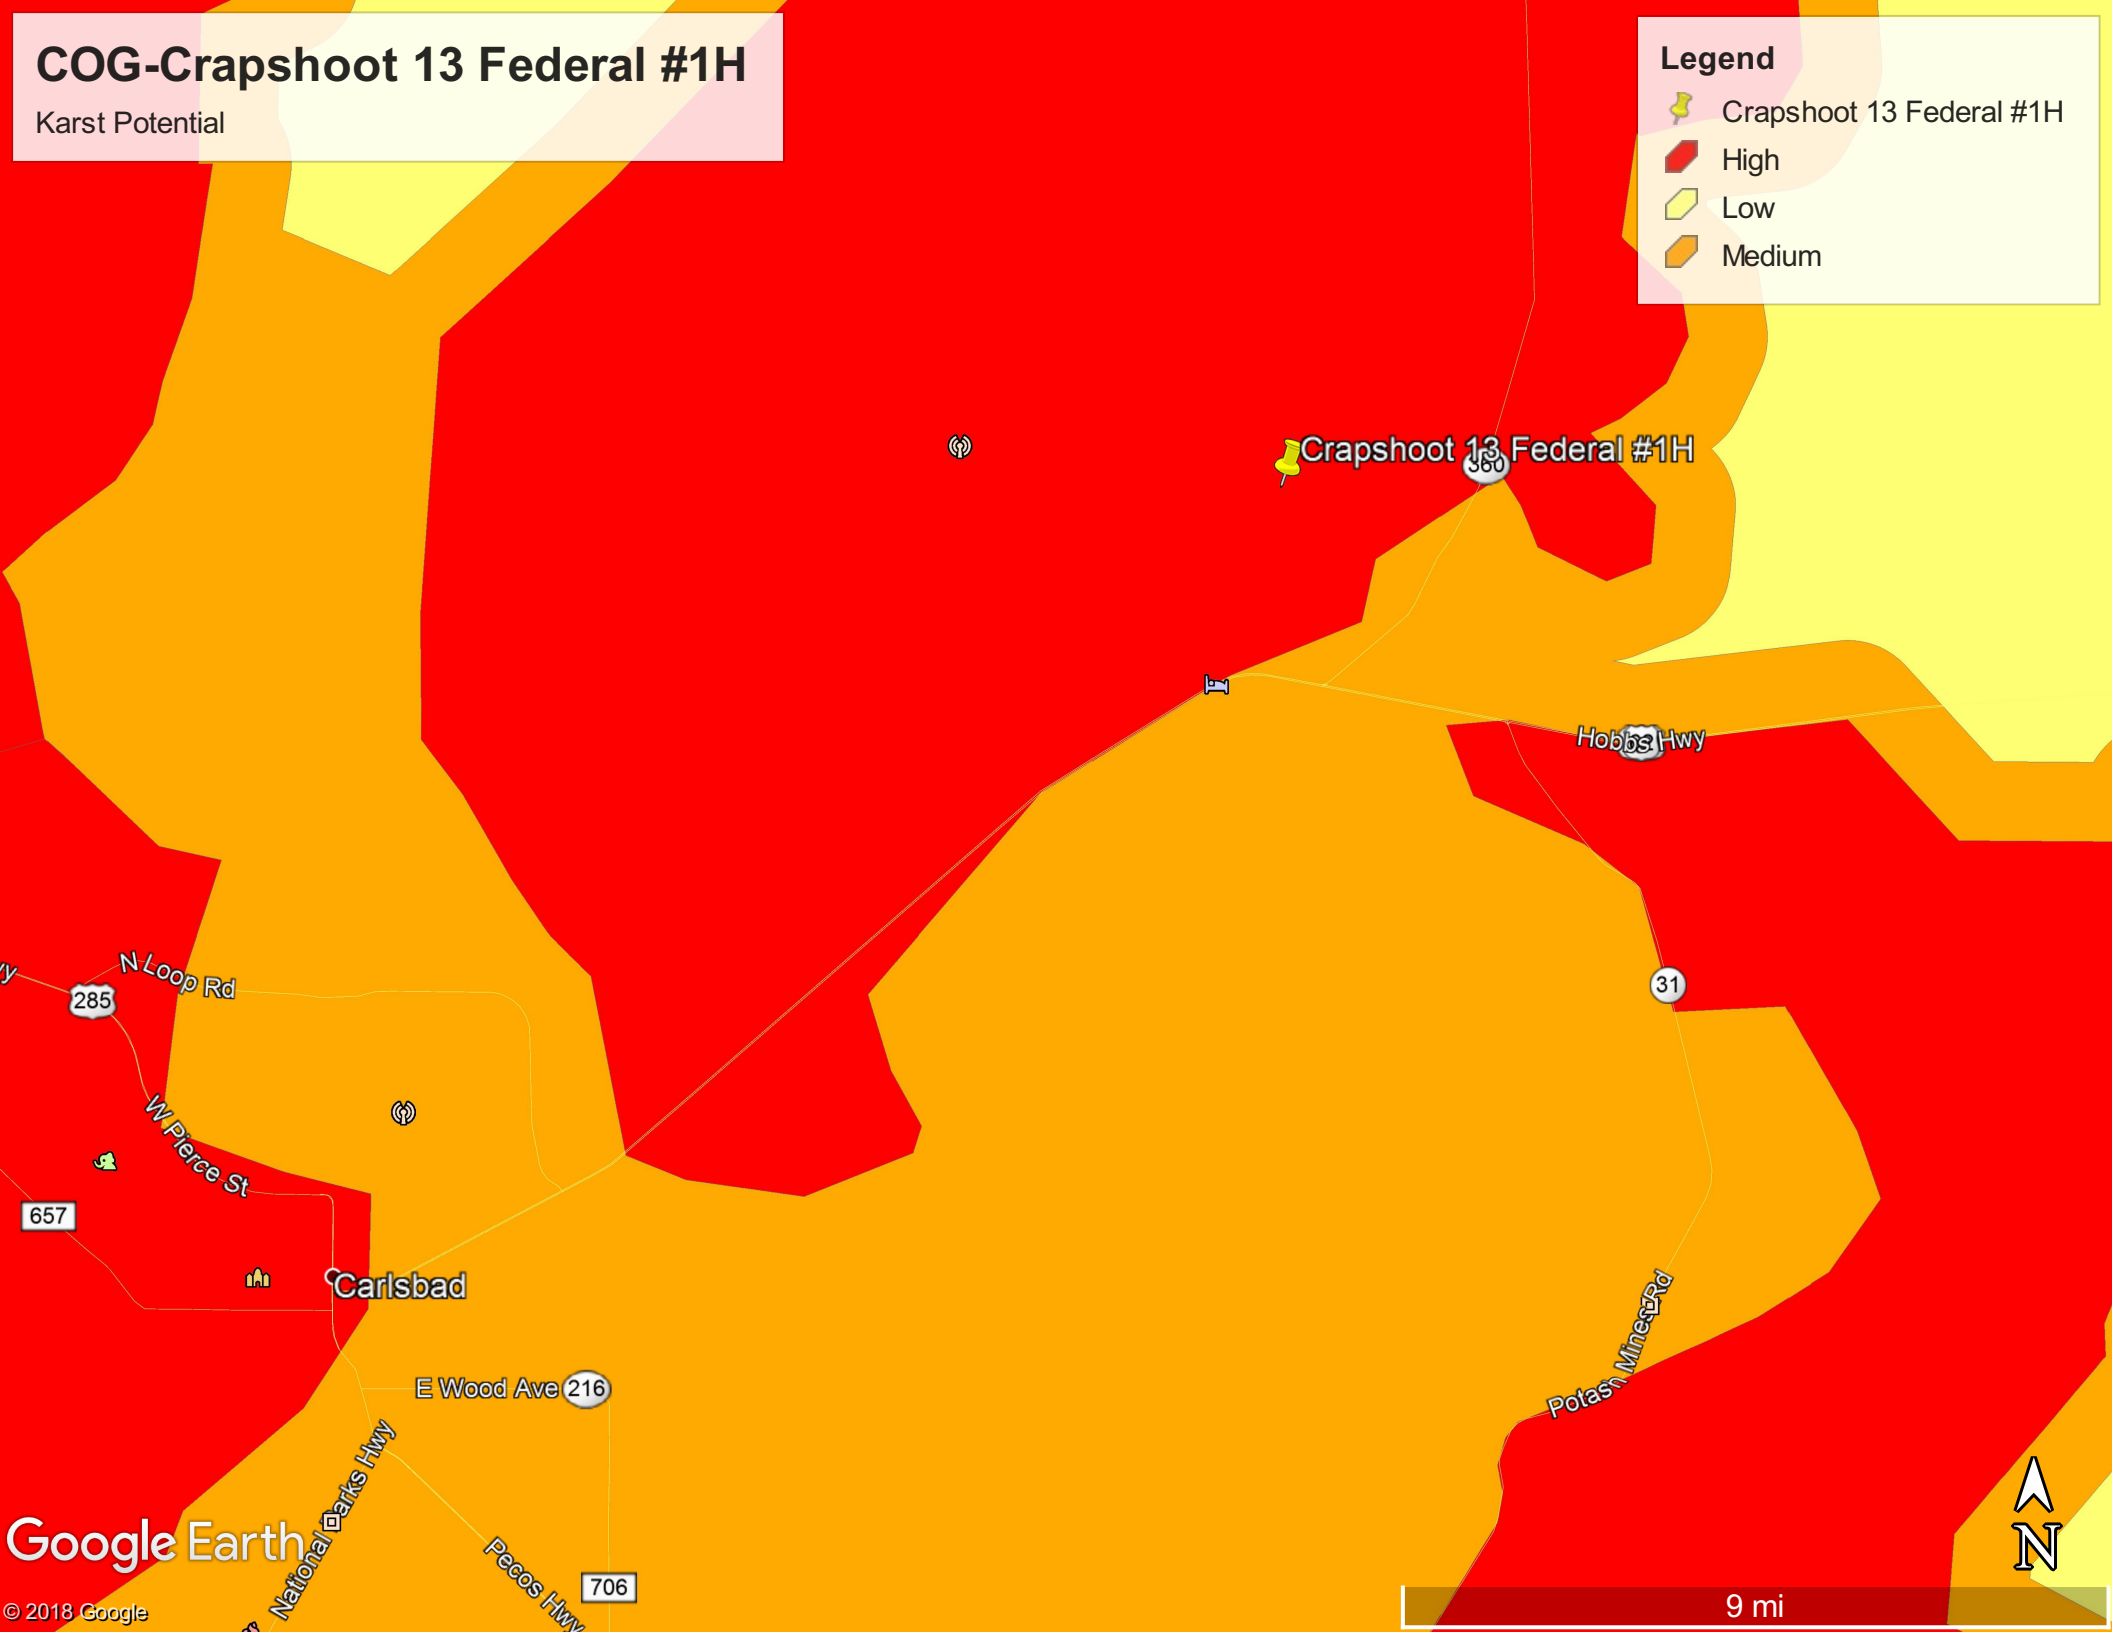 COG-Crapshoot 13 Federal #1H
Karst Potential
Legend
Crapshoot 13 Federal #1H
High
Low
Medium
Crapshoot 13 Federal #1H
360
Hobbs Hwy
N Loop Rd
285
31
W Pierce St
657
Carlsbad
E Wood Ave
216
Potash Mines Rd
National Parks Hwy
Pecos Hwy
706
Google Earth
© 2018 Google
N
9 mi